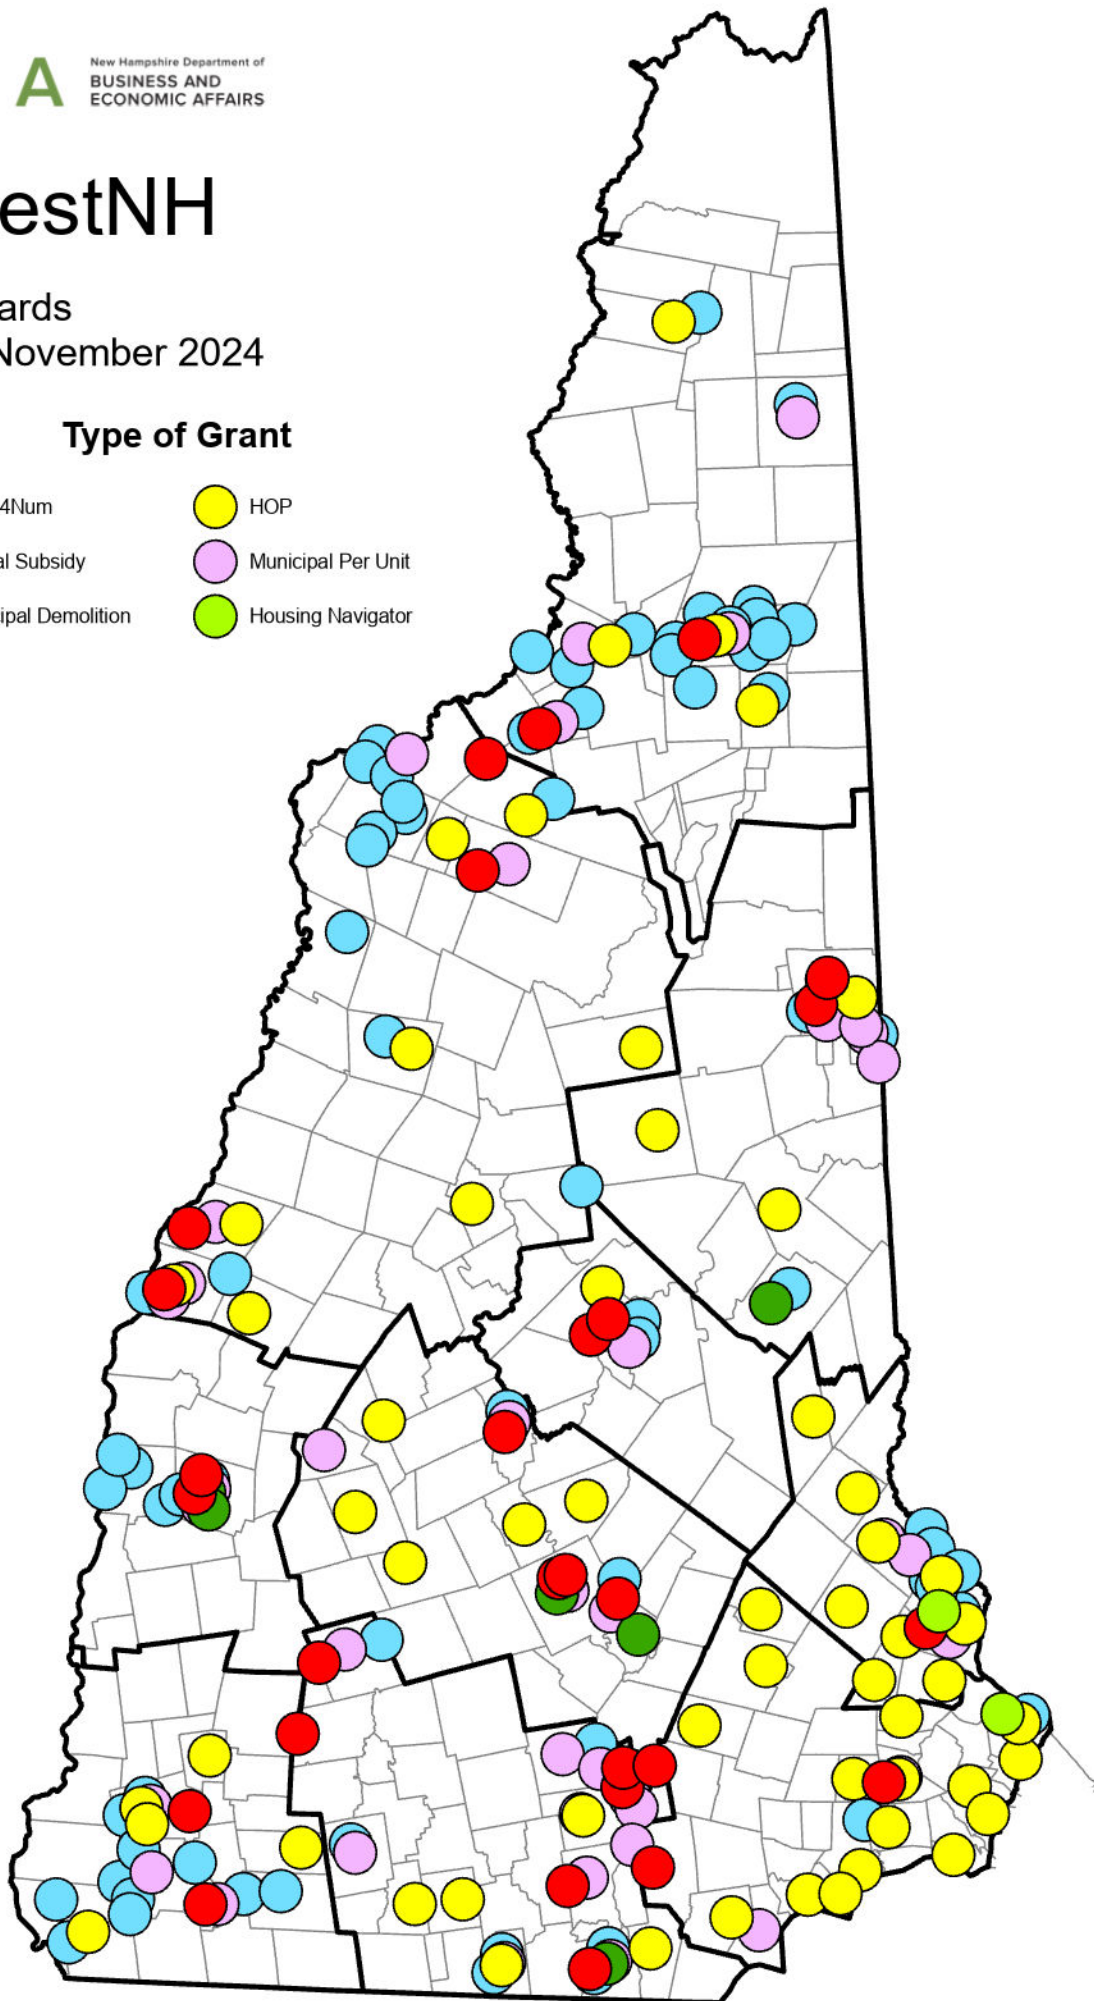 A
New Hampshire Department of
BUSINESS AND
ECONOMIC AFFAIRS
estNH
ards
November 2024
Type of Grant
4Num
HOP
al Subsidy
Municipal Per Unit
ipal Demolition
Housing Navigator